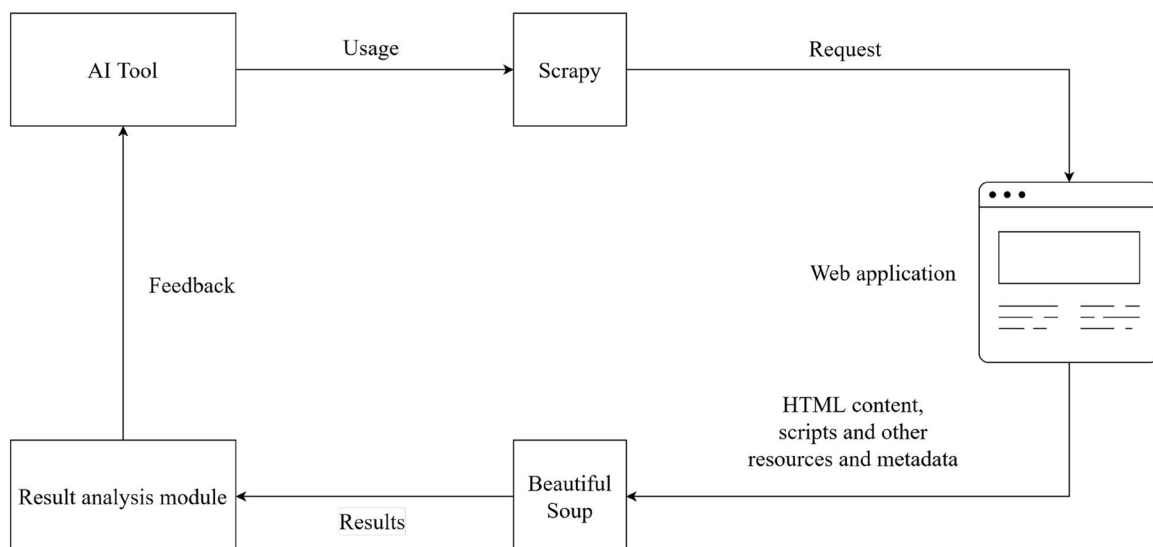 Usage
Request
AI Tool
Scrapy
Web application
Feedback
HTML content,
scripts and other
resources and metadata
Result analysis module
Beautiful
Soup
Results